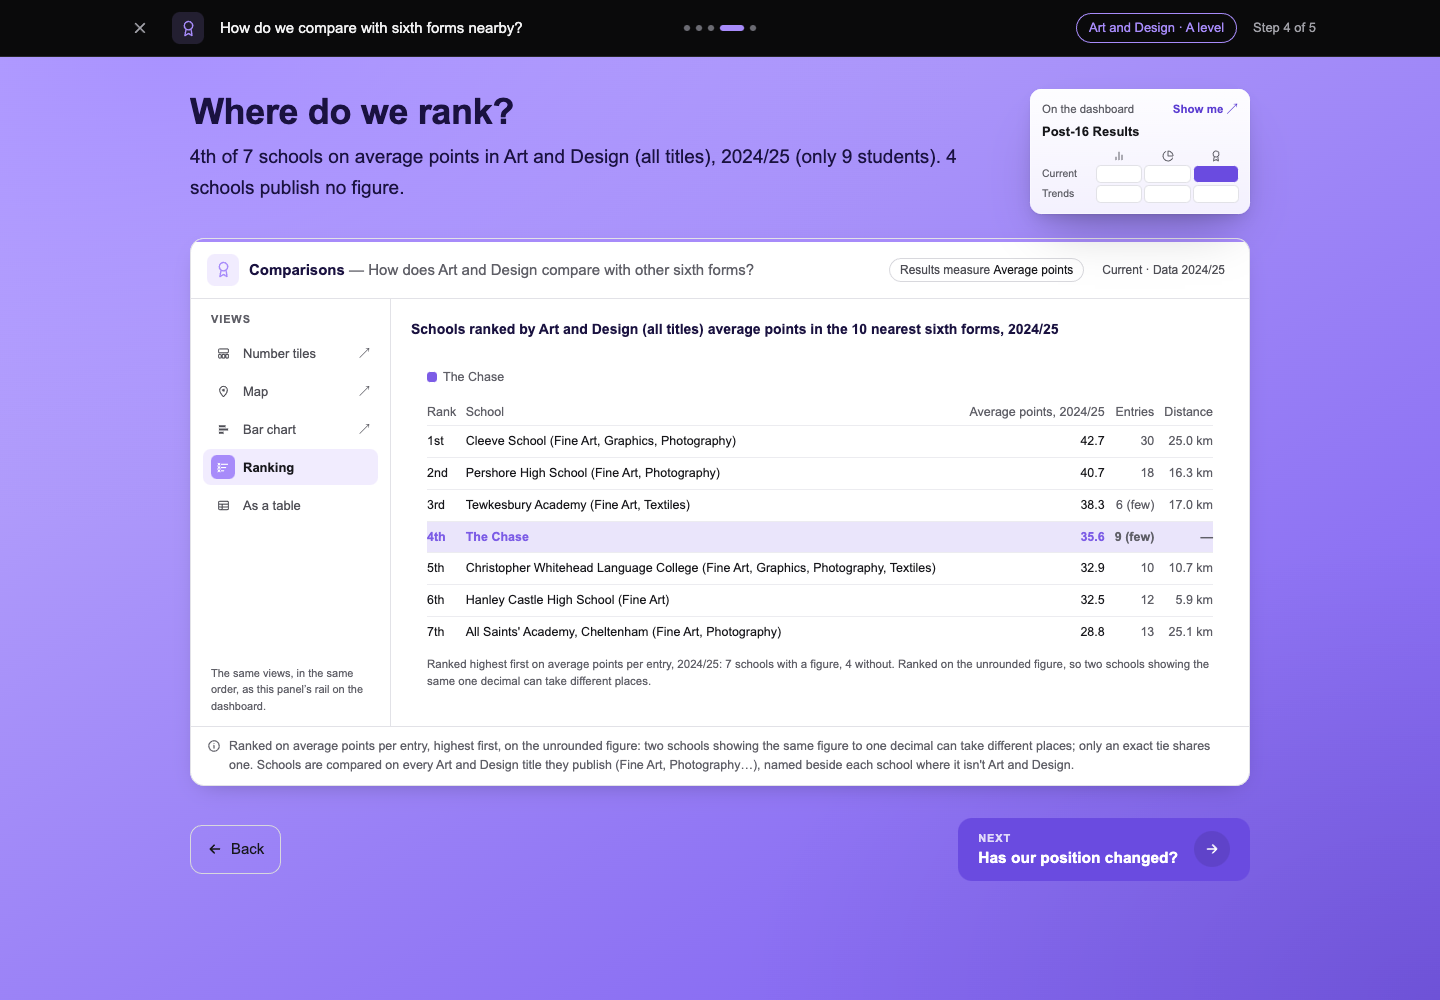 How do we compare with sixth forms nearby?
Art and Design · A level
Step 4 of 5
Where do we rank?
4th of 7 schools on average points in Art and Design (all titles), 2024/25 (only 9 students). 4
schools publish no figure.
On the dashboard
Show me
Post-16 Results
Current
Trends
Comparisons — How does Art and Design compare with other sixth forms?
Results measure Average points
Current · Data 2024/25
VIEWS
Number tiles
Map
Bar chart
Ranking
As a table
The same views, in the same
order, as this panel's rail on the
dashboard.
Schools ranked by Art and Design (all titles) average points in the 10 nearest sixth forms, 2024/25
The Chase
Rank School Average points, 2024/25 Entries Distance
1st Cleeve School (Fine Art, Graphics, Photography) 42.7 30 25.0 km
2nd Pershore High School (Fine Art, Photography) 40.7 18 16.3 km
3rd Tewkesbury Academy (Fine Art, Textiles) 38.3 6 (few) 17.0 km
4th The Chase 35.6 9 (few) —
5th Christopher Whitehead Language College (Fine Art, Graphics, Photography, Textiles) 32.9 10 10.7 km
6th Hanley Castle High School (Fine Art) 32.5 12 5.9 km
7th All Saints' Academy, Cheltenham (Fine Art, Photography) 28.8 13 25.1 km
Ranked highest first on average points per entry, 2024/25: 7 schools with a figure, 4 without. Ranked on the unrounded figure, so two schools showing the
same one decimal can take different places.
Ranked on average points per entry, highest first, on the unrounded figure: two schools showing the same figure to one decimal can take different places; only an exact tie shares
one. Schools are compared on every Art and Design title they publish (Fine Art, Photography…), named beside each school where it isn't Art and Design.
Back
NEXT
Has our position changed?